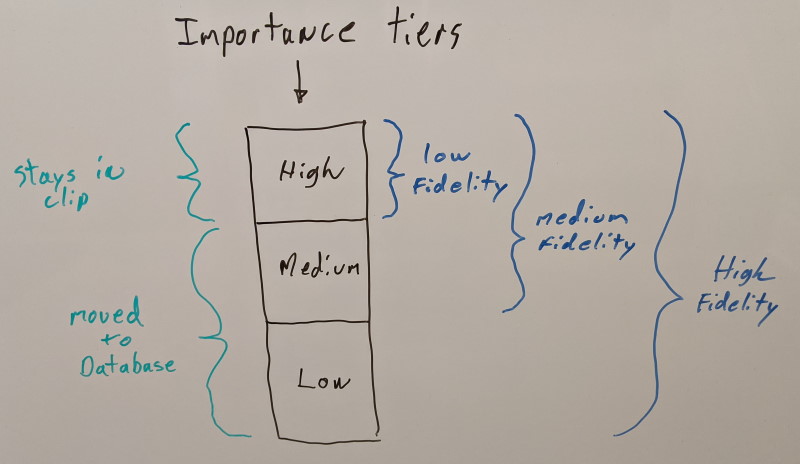 Importance tiers
stays in
clip
High
low
Fidelity
medium
Fidelity
Medium
High
Fidelity
moved
to
Database
Low